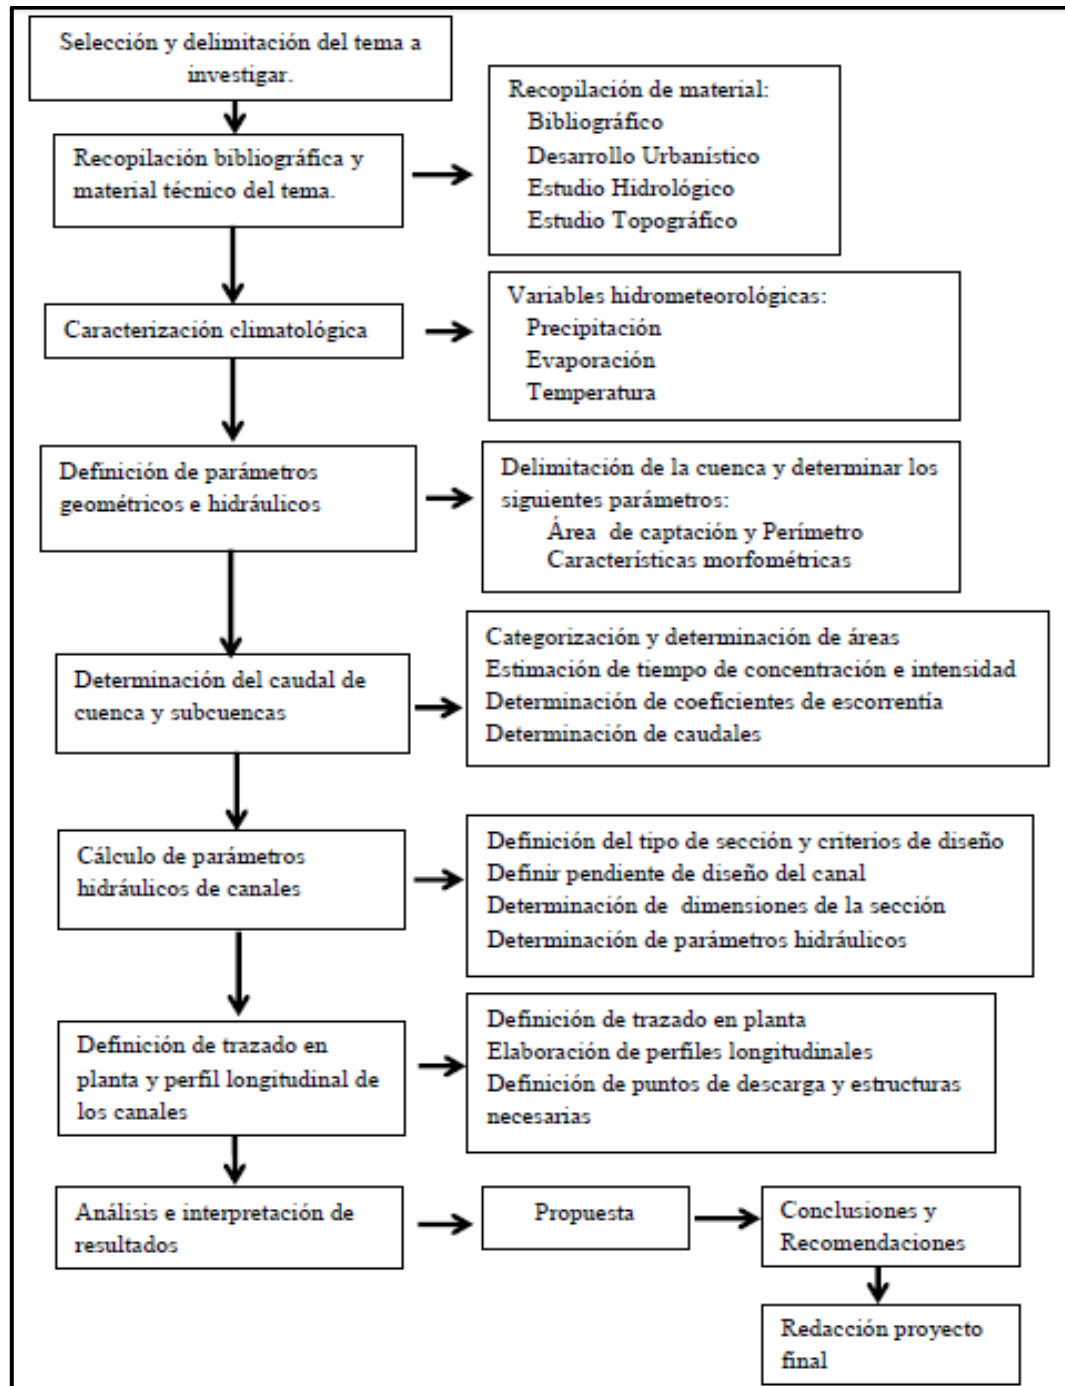 Selección y delimitación del tema a
investigar.
Recopilación bibliográfica y
material técnico del tema.
Recopilación de material:
Bibliográfico
Desarrollo Urbanístico
Estudio Hidrológico
Estudio Topográfico
Caracterización climatológica
Variables hidrometeorológicas:
Precipitación
Evaporación
Temperatura
Definición de parámetros
geométricos e hidráulicos
Delimitación de la cuenca y determinar los
siguientes parámetros:
Área de captación y Perímetro
Características morfométricas
Determinación del caudal de
cuenca y subcuencas
Categorización y determinación de áreas
Estimación de tiempo de concentración e intensidad
Determinación de coeficientes de escorrentía
Determinación de caudales
Cálculo de parámetros
hidráulicos de canales
Definición del tipo de sección y criterios de diseño
Definir pendiente de diseño del canal
Determinación de dimensiones de la sección
Determinación de parámetros hidráulicos
Definición de trazado en
planta y perfil longitudinal de
los canales
Definición de trazado en planta
Elaboración de perfiles longitudinales
Definición de puntos de descarga y estructuras
necesarias
Análisis e interpretación de
resultados
Propuesta
Conclusiones y
Recomendaciones
Redacción proyecto
final